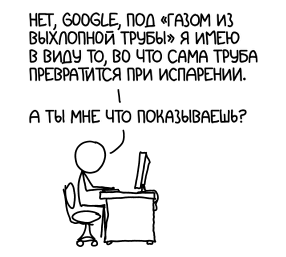 НЕТ, GOOGLE, ПОД «ГАЗОМ ИЗ
ВЫХЛОПНОЙ ТРУБЫ» Я ИМЕЮ
В ВИДУ ТО, ВО ЧТО САМА ТРУБА
ПРЕВРАТИТСЯ ПРИ ИСПАРЕНИИ.
А ТЫ МНЕ ЧТО ПОКАЗЫВАЕШЬ?